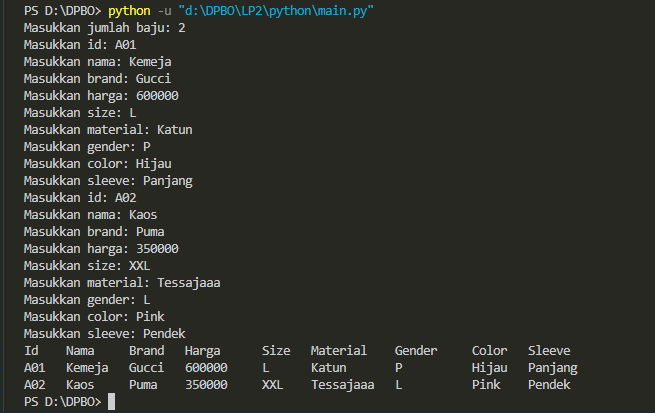 PS D:\DPBO> python -u "d:\DPBO\LP2\python\main.py"
Masukkan jumlah baju: 2
Masukkan id: A01
Masukkan nama: Kemeja
Masukkan brand: Gucci
Masukkan harga: 600000
Masukkan size: L
Masukkan material: Katun
Masukkan gender: P
Masukkan color: Hijau
Masukkan sleeve: Panjang
Masukkan id: A02
Masukkan nama: Kaos
Masukkan brand: Puma
Masukkan harga: 350000
Masukkan size: XXL
Masukkan material: Tessajaaa
Masukkan gender: L
Masukkan color: Pink
Masukkan sleeve: Pendek
Id Nama Brand Harga Size Material Gender Color Sleeve
A01 Kemeja Gucci 600000 L Katun P Hijau Panjang
A02 Kaos Puma 350000 XXL Tessajaaa L Pink Pendek
PS D:\DPBO>